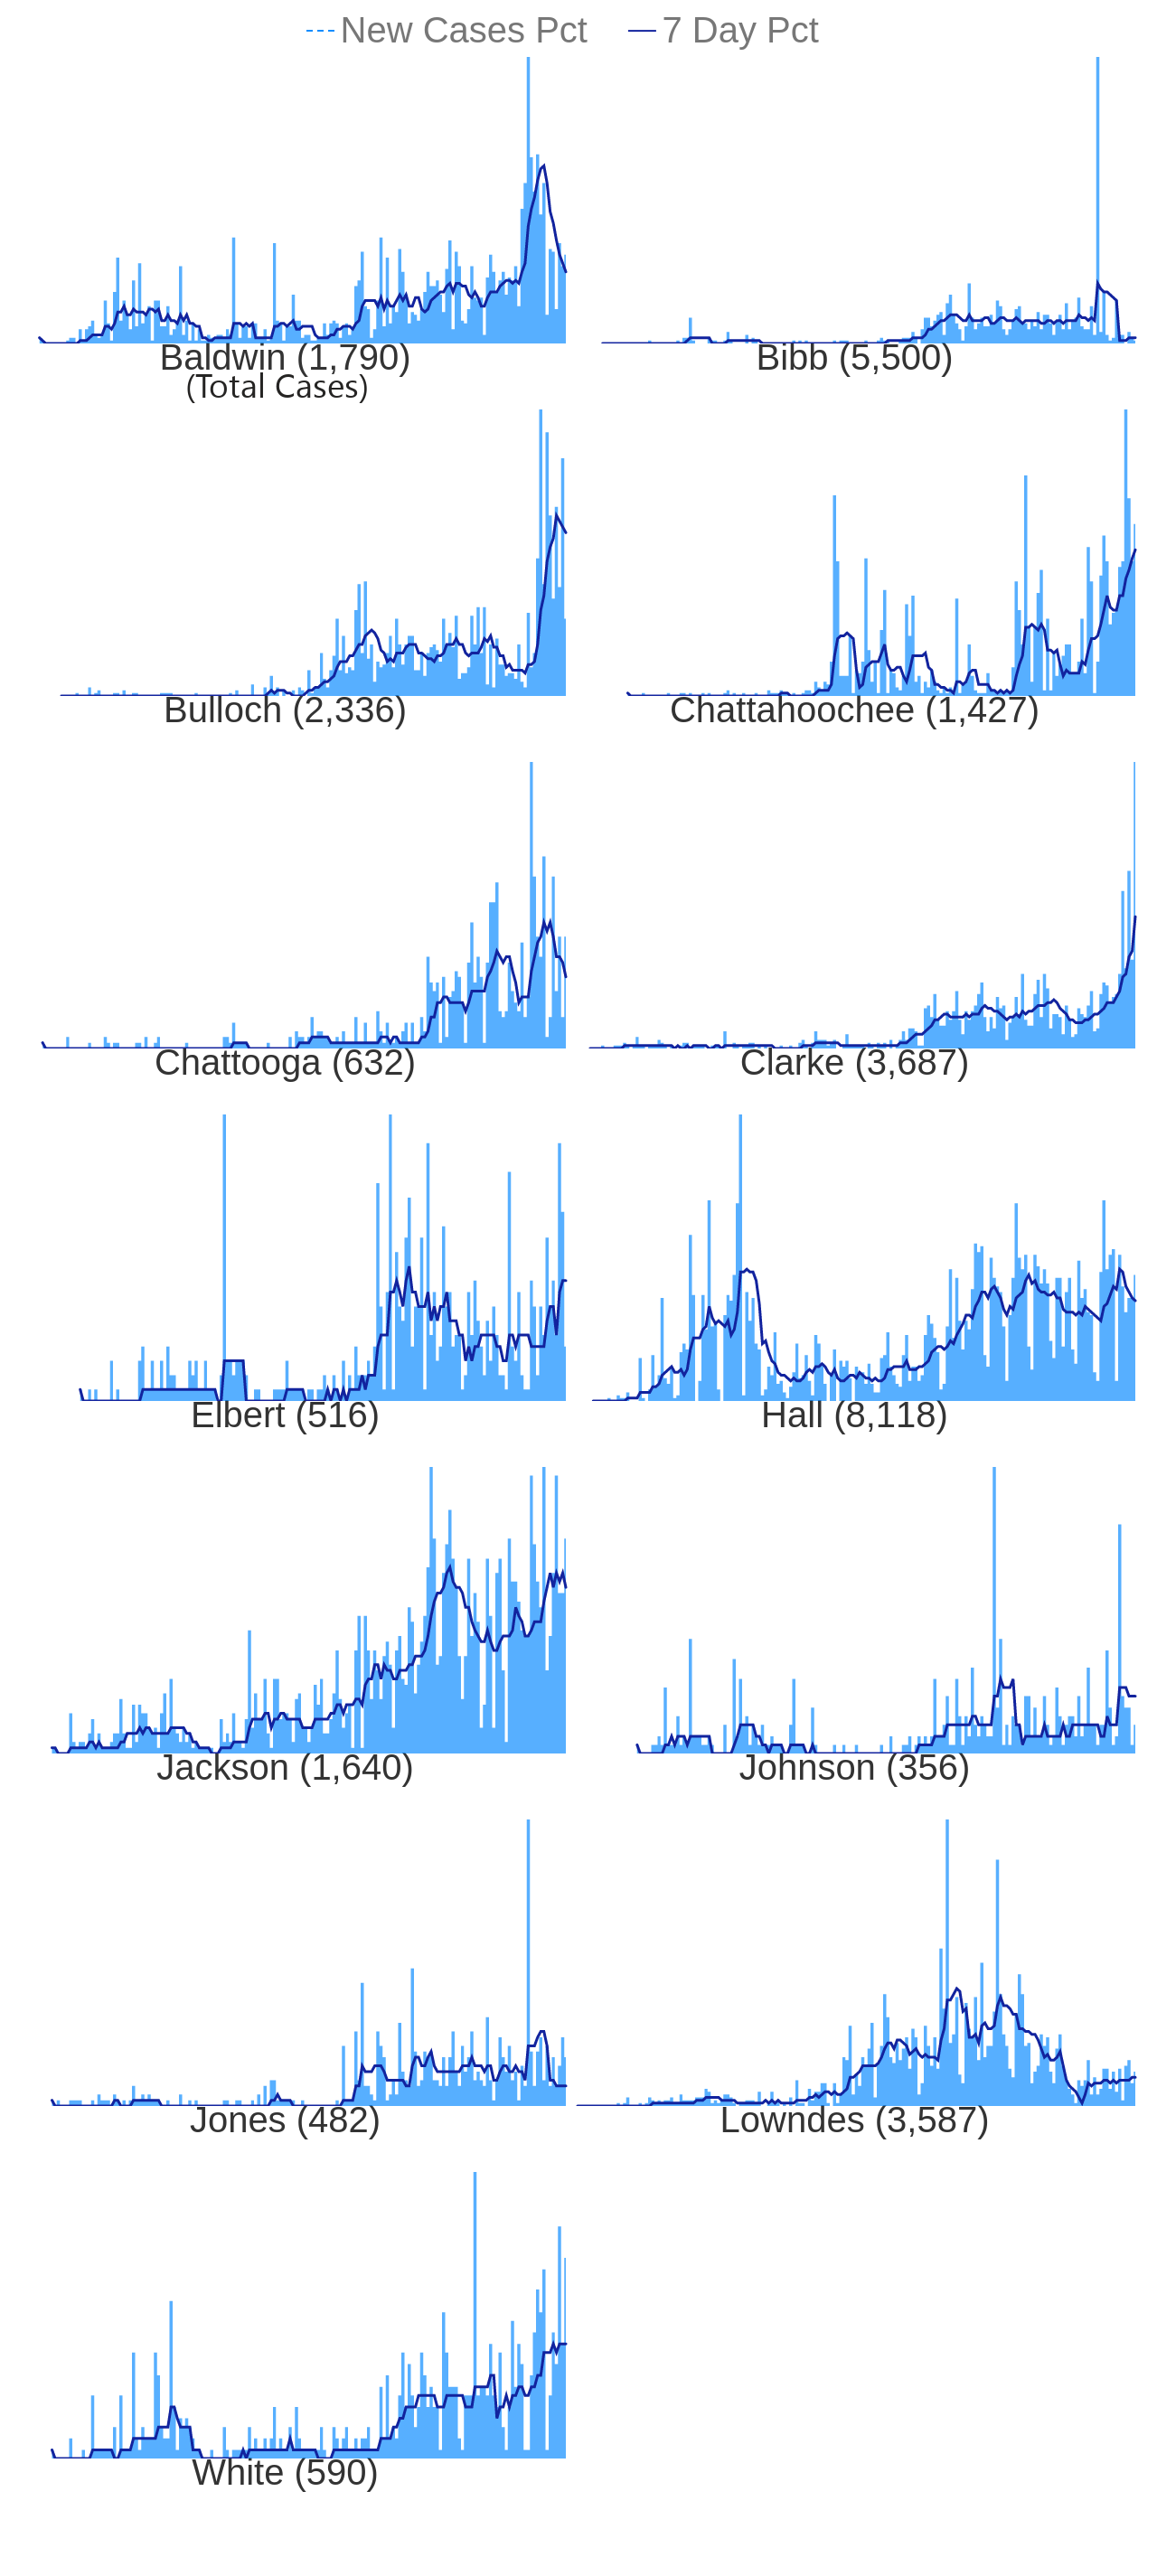 New Cases Pct 7 Day Pct
Baldwin (1,790) Bibb (5,500)
(Total Cases)
Bulloch (2,336) Chattahoochee (1,427)
Chattooga (632) Clarke (3,687)
Elbert (516) Hall (8,118)
Jackson (1,640) Johnson (356)
Jones (482) Lowndes (3,587)
White (590)